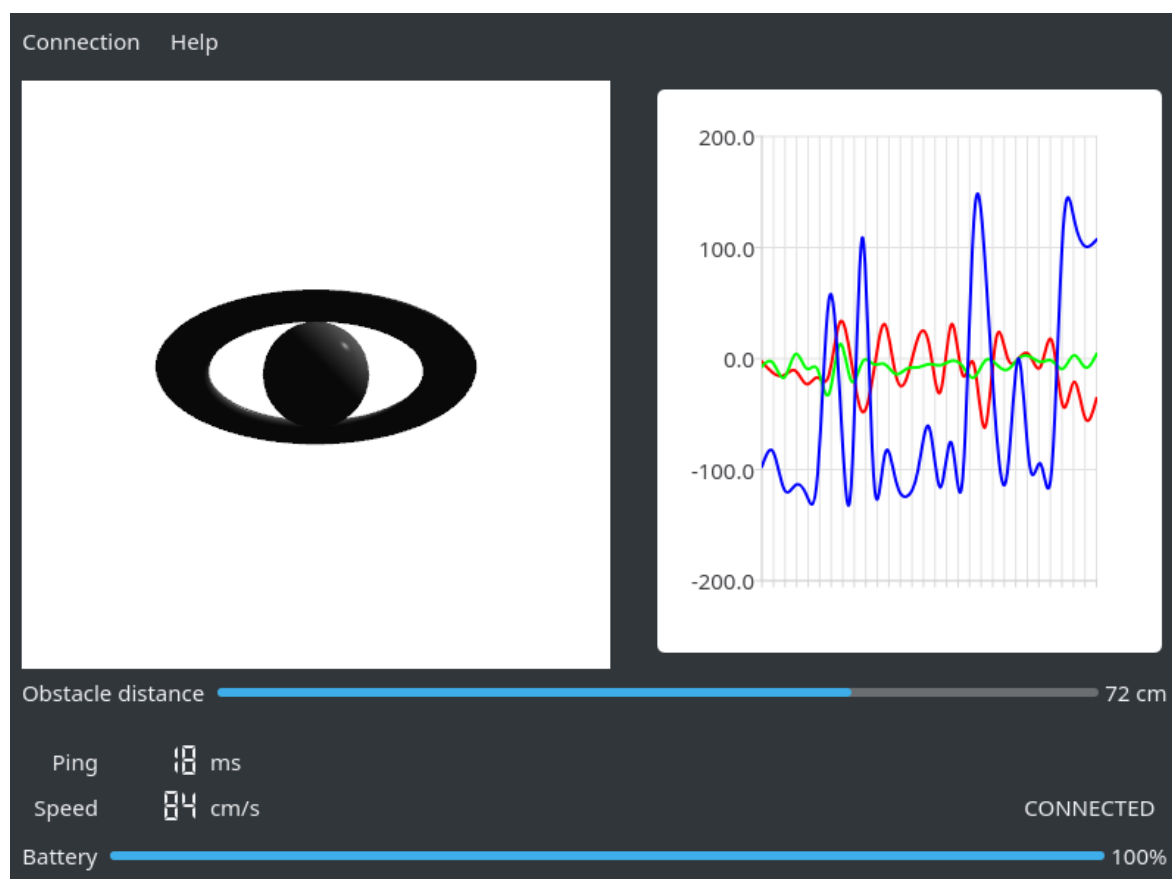 Connection Help
200.0
100.0
0.0
-100.0
-200.0
Obstacle distance 72 cm
Ping 18 ms
Speed 84 cm/s
CONNECTED
Battery 100%